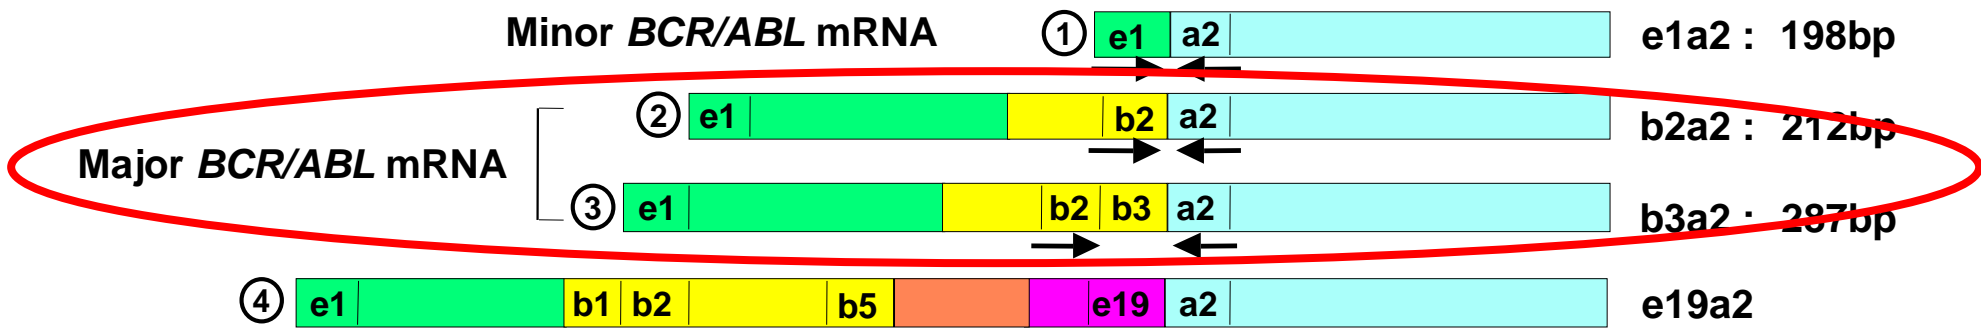 Minor BCR/ABL mRNA 1 e1 a2 e1a2 : 198bp
2 e1 b2 a2 b2a2 : 212bp
Major BCR/ABL mRNA
3 e1 b2 b3 a2 b3a2 : 287bp
4 e1 b1 b2 b5 e19 a2 e19a2